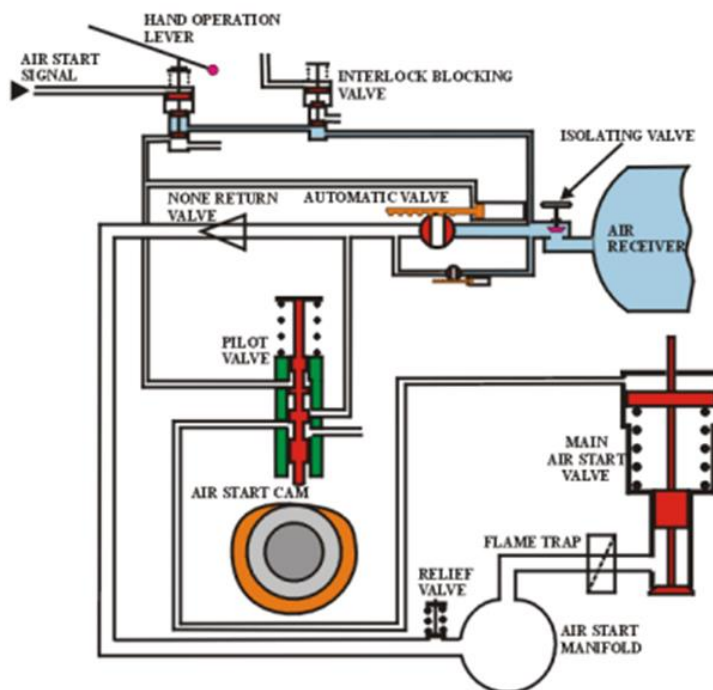 HAND OPERATION
LEVER
AIR START
SIGNAL
INTERLOCK BLOCKING
VALVE
ISOLATING VALVE
NONE RETURN
VALVE
AUTOMATIC VALVE
AIR
RECEIVER
PILOT
VALVE
MAIN
AIR START
VALVE
AIR START CAM
FLAME TRAP
RELIEF
VALVE
AIR START
MANIFOLD